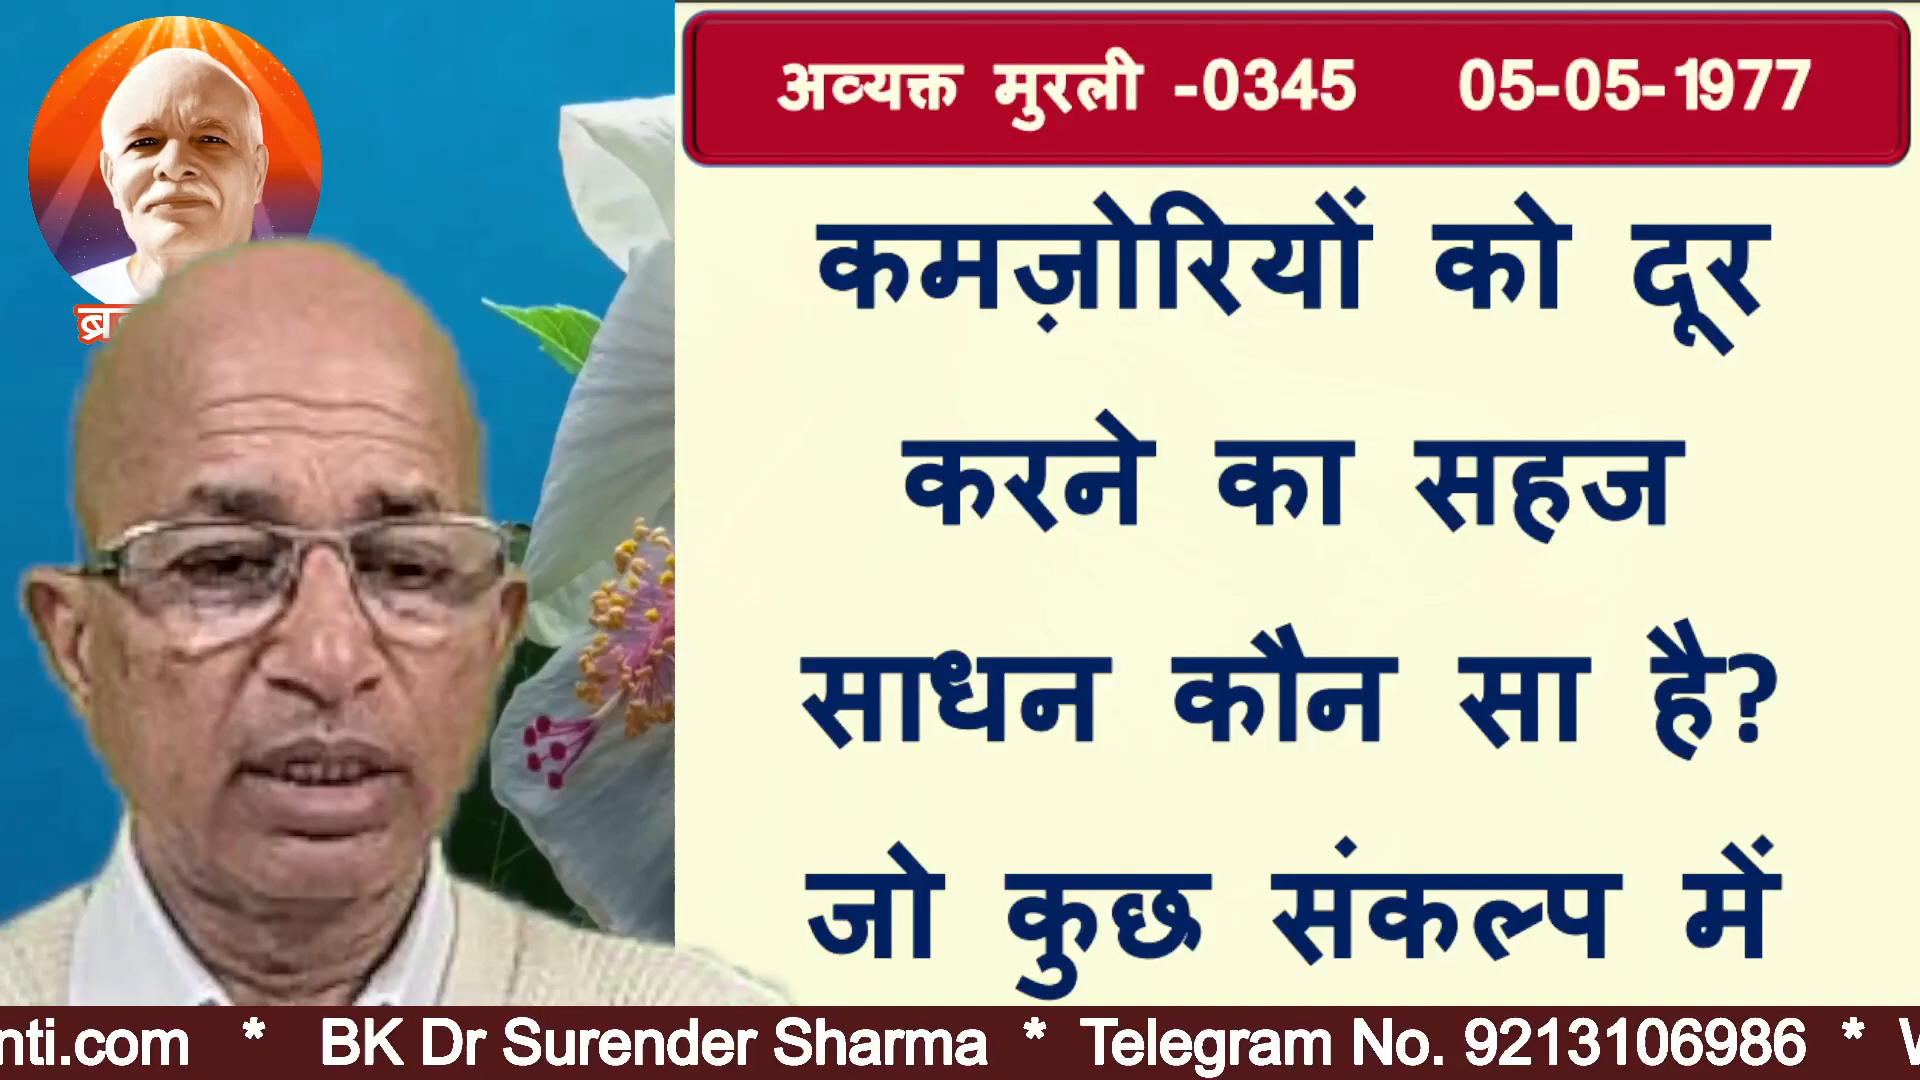 अव्यक्त मुरली -0345 05-05-1977
कमज़ोरियों को दूर
करने का सहज
साधन कौन सा है?
जो कुछ संकल्प में
nti.com * BK Dr Surender Sharma * Telegram No. 9213106986 *